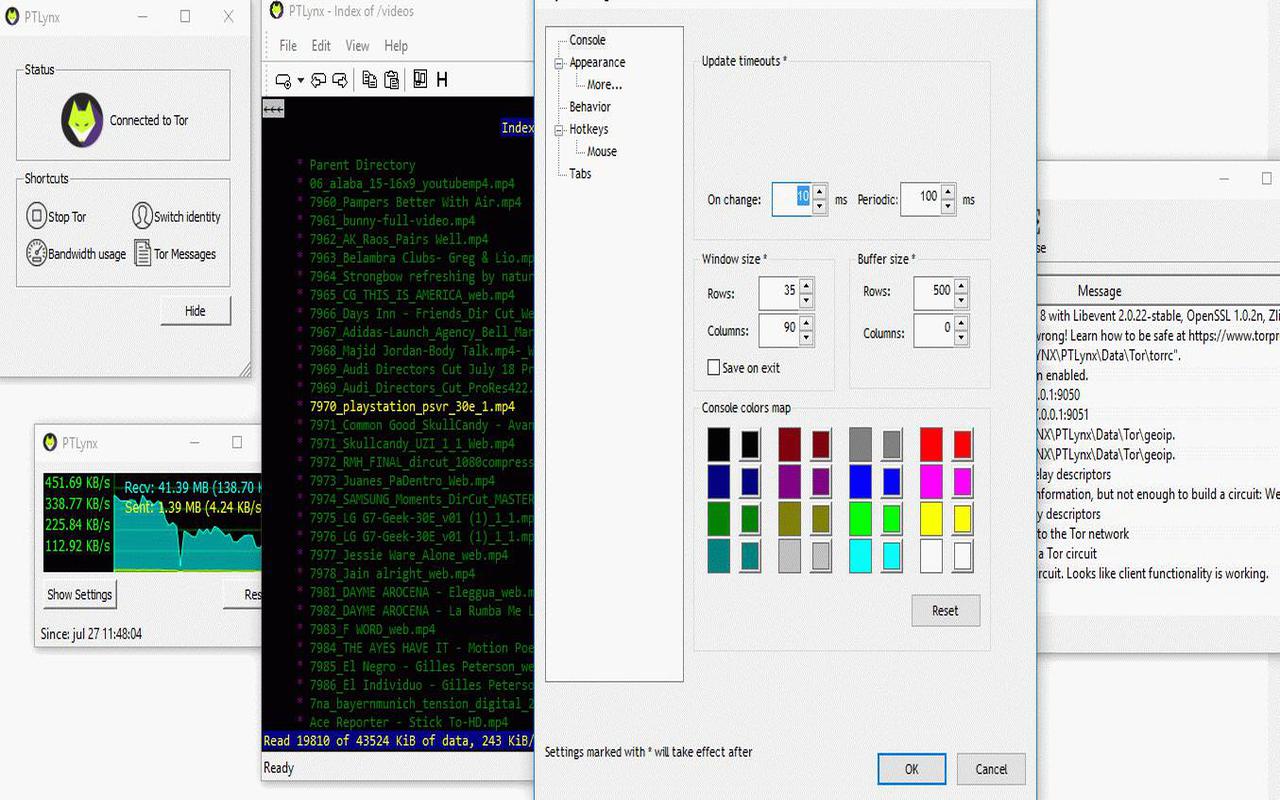 PTLynx
Status
Connected to Tor
Shortcuts
Stop Tor
Switch identity
Bandwidth usage
Tor Messages
Hide
PTLynx
451.69 KB/s
338.77 KB/s
225.84 KB/s
112.92 KB/s
Recv: 41.39 MB (138.70 K
Sent: 1.39 MB (4.24 KB/s
Show Settings
Res
Since: jul 27 11:48:04
PTLynx - Index of /videos
File Edit View Help
H
<<<
Index
* Parent Directory
* 06_alaba_15-16x9_youtubemp4.mp4
* 7960_Pampers Better With Air.mp4
* 7961_bunny-full-video.mp4
* 7962_AK_Raos_Pairs Well.mp4
* 7963_Belambra Clubs- Greg & Lio.mp
* 7964_Strongbow refreshing by natur
* 7965_CG_THIS_IS_AMERICA_web.mp4
* 7966_Days Inn - Friends_Dir Cut_We
* 7967_Adidas-Launch_Agency_Bell_Mar
* 7968_Majid Jordan-Body Talk.mp4-_W
* 7969_Audi Directors Cut July 18 Pr
* 7969_Audi_Directors Cut_ProRes422.
* 7970_playstation_psvr_30e_1.mp4
* 7971_Common Good_SkullCandy - Avan
* 7971_Skullcandy_UZI_1_1_Web.mp4
* 7972_RMH_FINAL_dircut_1080compress
* 7973_Juanes_PaDentro_Web.mp4
* 7974_SAMSUNG_Moments_DirCut_MASTER
* 7975_LG G7-Geek-30E_v01 (1)_1_1.mp
* 7976_LG G7-Geek-30E_v01 (1)_1_1.mp
* 7977_Jessie Ware_Alone_web.mp4
* 7978_Jain alright_web.mp4
* 7981_DAYME AROCENA - Eleggua_web.m
* 7982_DAYME AROCENA - La Rumba Me L
* 7983_F WORD_web.mp4
* 7984_THE AYES HAVE IT - Motion Poe
* 7985_El Negro - Gilles Peterson_we
* 7986_El Individuo - Gilles Peterso
* 7na_bayernmunich_tension_digital_2
* Ace Reporter - Stick To-HD.mp4
Read 19810 of 43524 KiB of data, 243 KiB/
Ready
Console
Appearance
More...
Behavior
Hotkeys
Mouse
Tabs
Update timeouts *
On change: 10 ms Periodic: 100 ms
Window size *
Rows: 35
Columns: 90
Save on exit
Buffer size *
Rows: 500
Columns: 0
Console colors map
Reset
Settings marked with * will take effect after
OK
Cancel
se
Message
8 with Libevent 2.0.22-stable, OpenSSL 1.0.2n, Zli
wrong! Learn how to be safe at https://www.torpr
YNX\PTLynx\Data\Tor\torrc".
n enabled.
.0.1:9050
7.0.0.1:9051
NX\PTLynx\Data\Tor\geoip.
NX\PTLynx\Data\Tor\geoip.
elay descriptors
nformation, but not enough to build a circuit: We
y descriptors
to the Tor network
a Tor circuit
rcuit. Looks like client functionality is working.